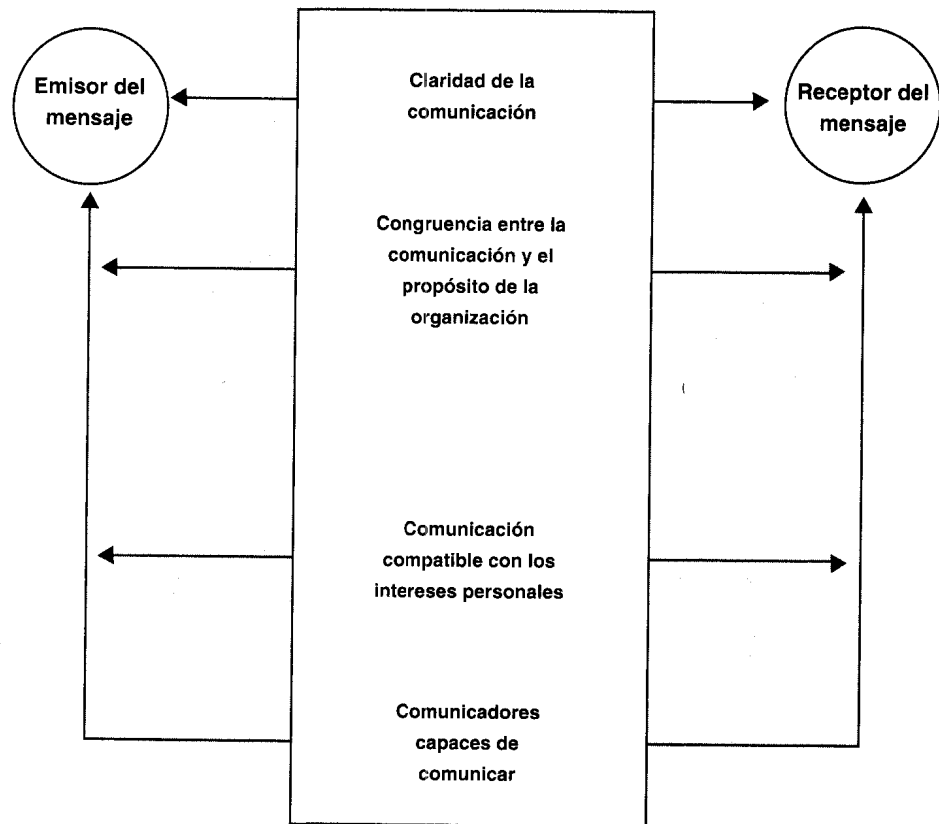 Emisor del
mensaje
Claridad de la
comunicación
Receptor del
mensaje
Congruencia entre la
comunicación y el
propósito de la
organización
Comunicación
compatible con los
intereses personales
Comunicadores
capaces de
comunicar